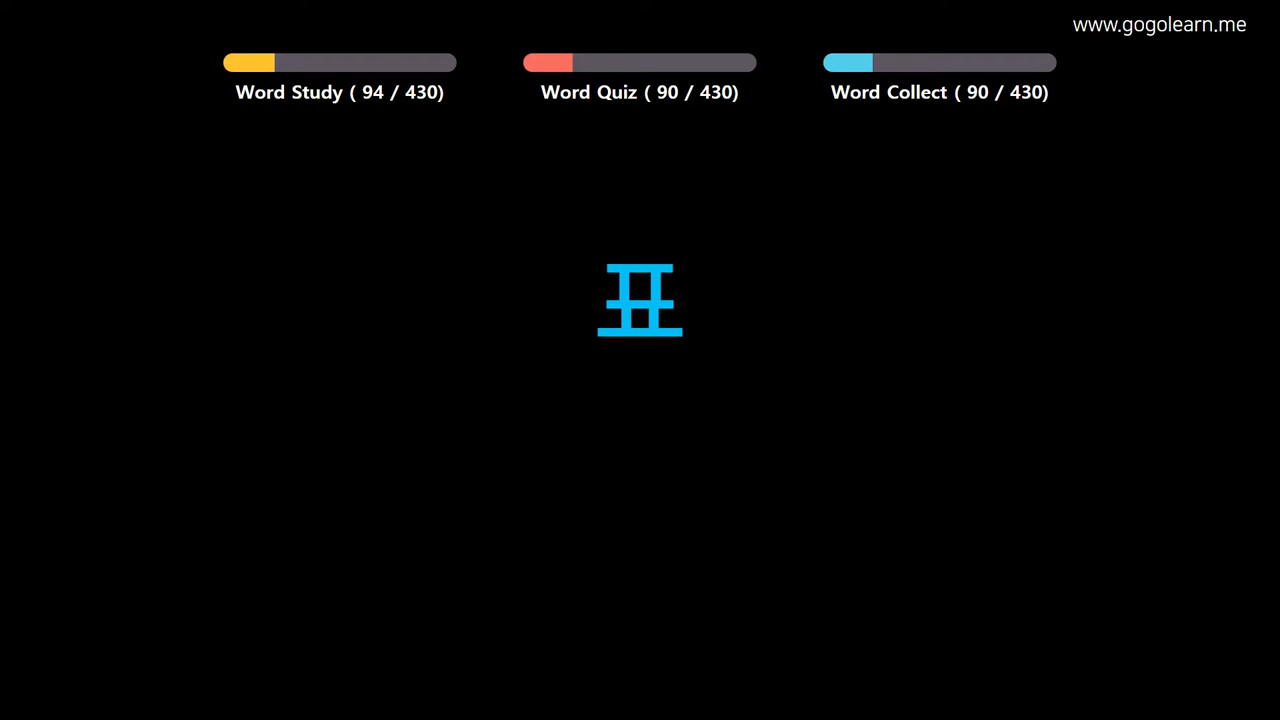 www.gogolearn.me
Word Study ( 94 / 430)
Word Quiz ( 90 / 430)
Word Collect ( 90 / 430)
표